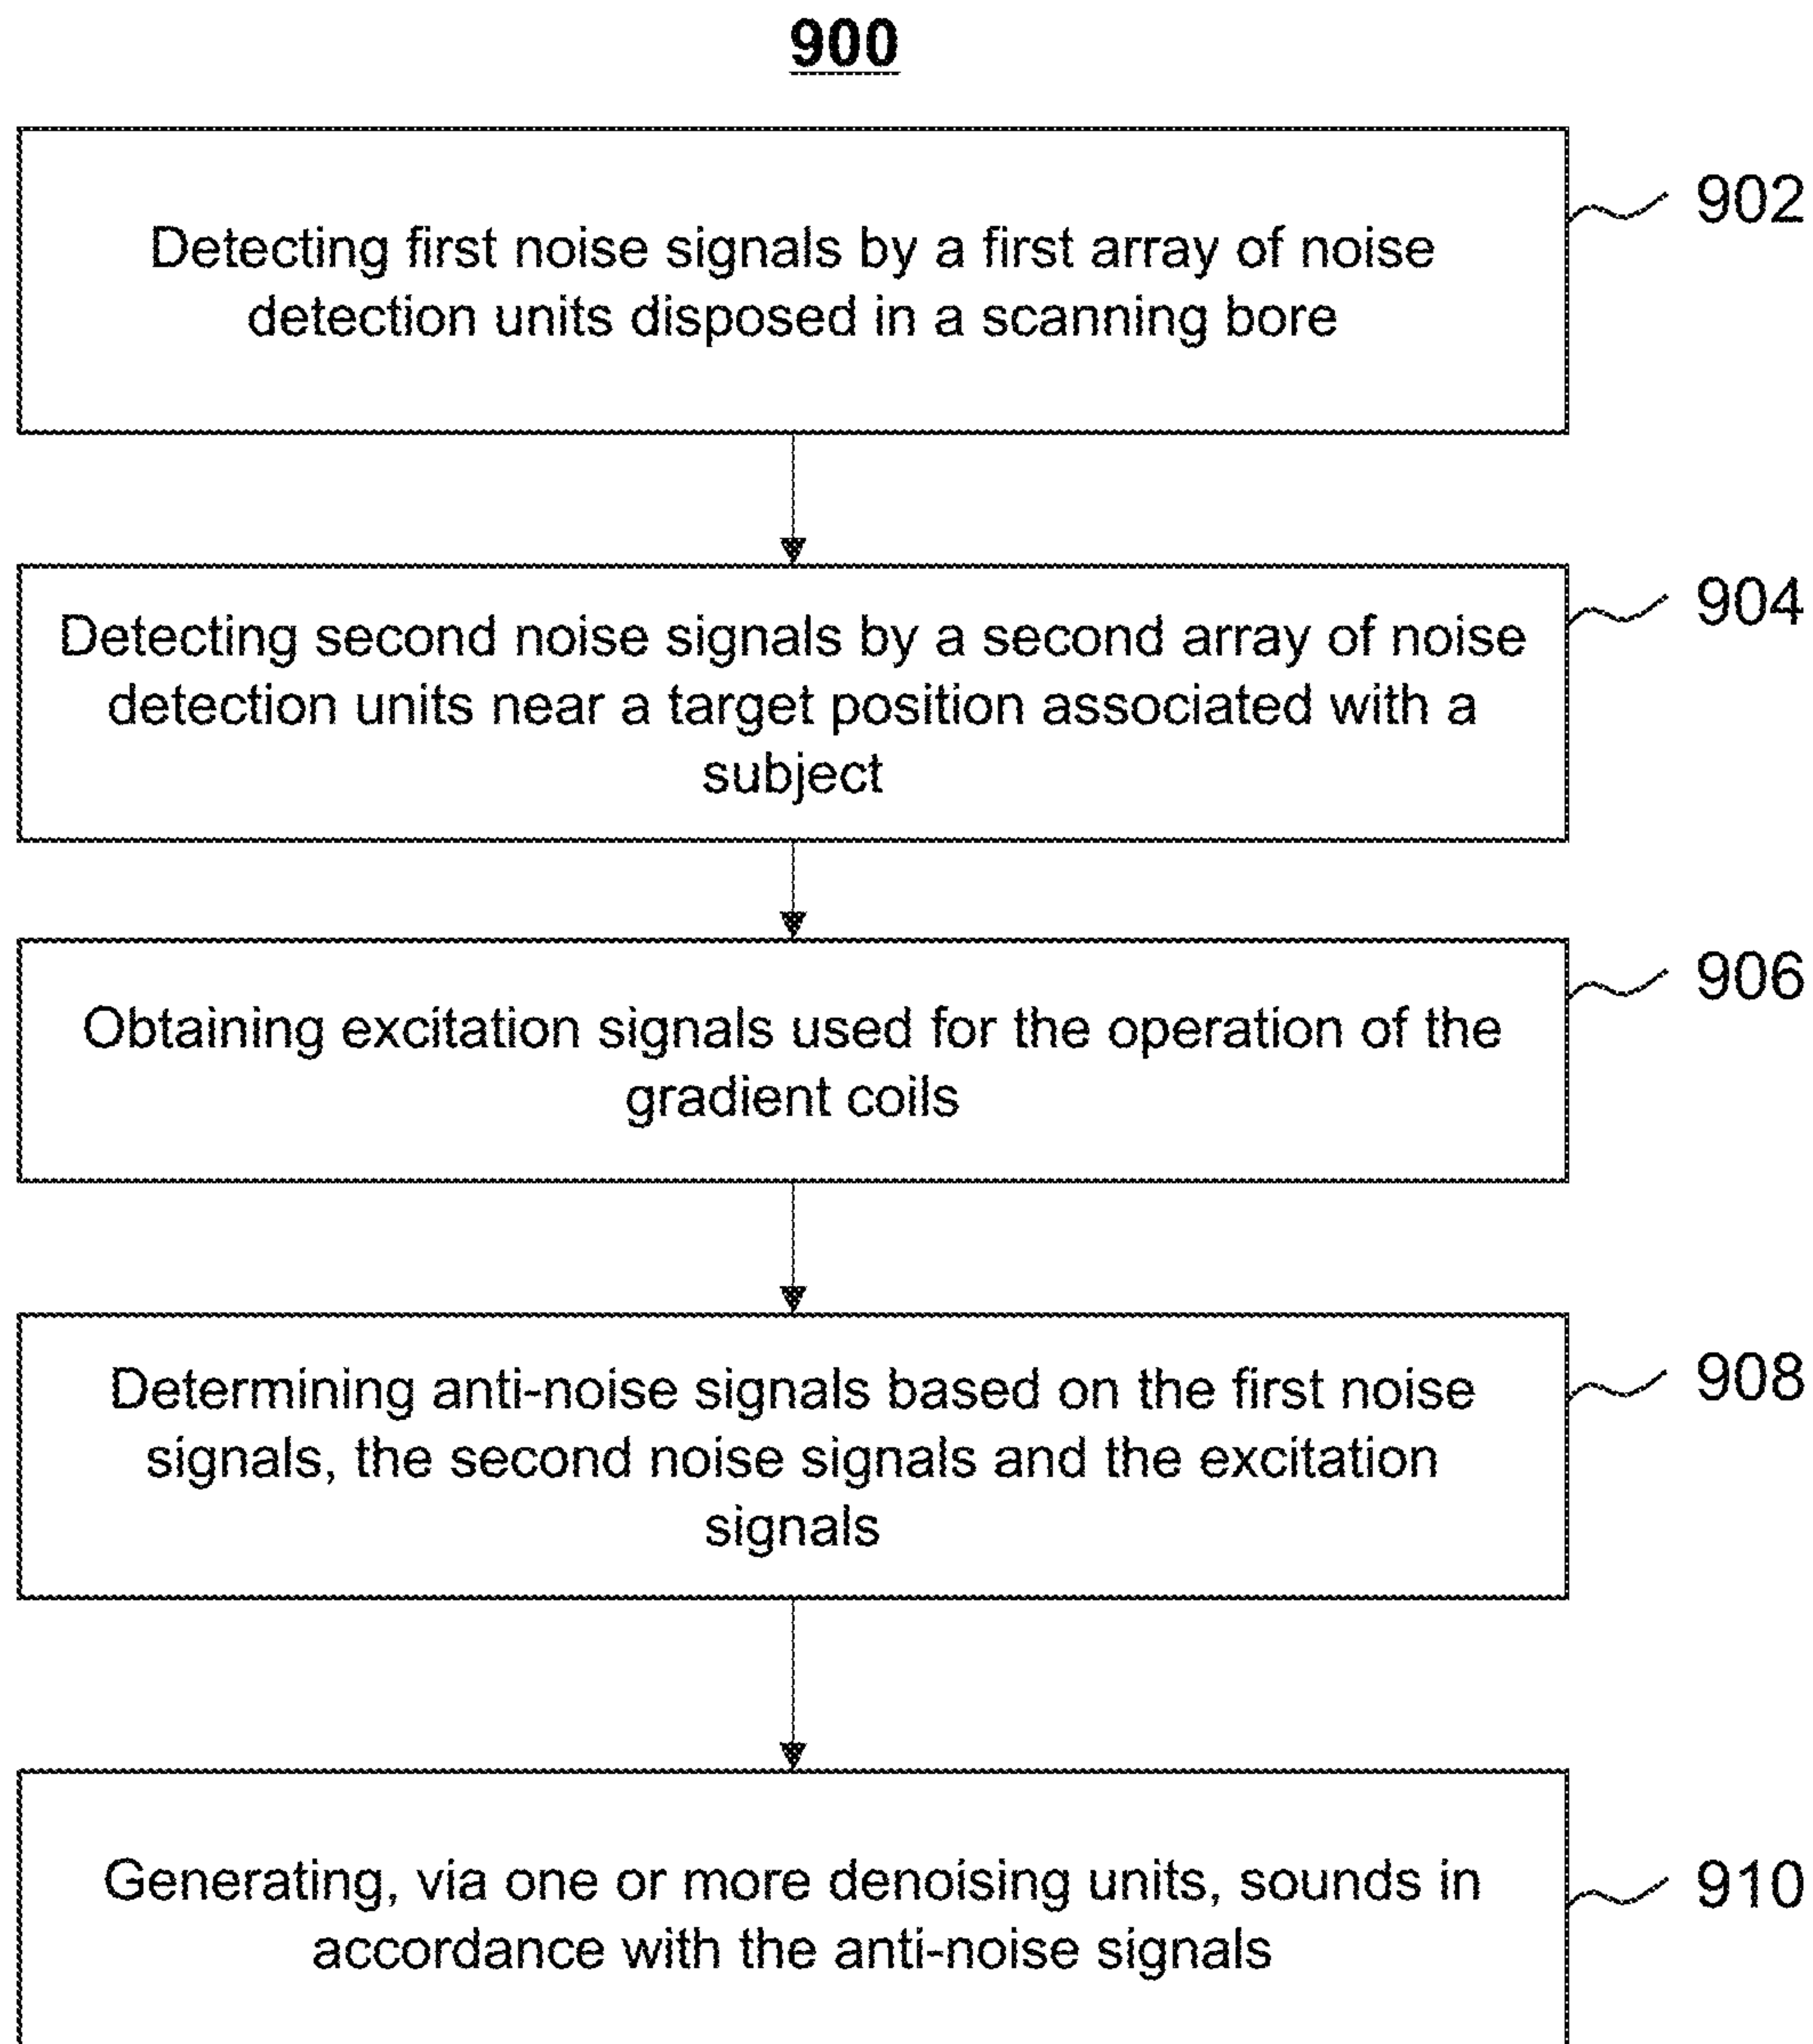 900
Detecting first noise signals by a first array of noise
detection units disposed in a scanning bore
902
Detecting second noise signals by a second array of noise
detection units near a target position associated with a
subject
904
Obtaining excitation signals used for the operation of the
gradient coils
906
Determining anti-noise signals based on the first noise
signals, the second noise signals and the excitation
signals
908
Generating, via one or more denoising units, sounds in
accordance with the anti-noise signals
910